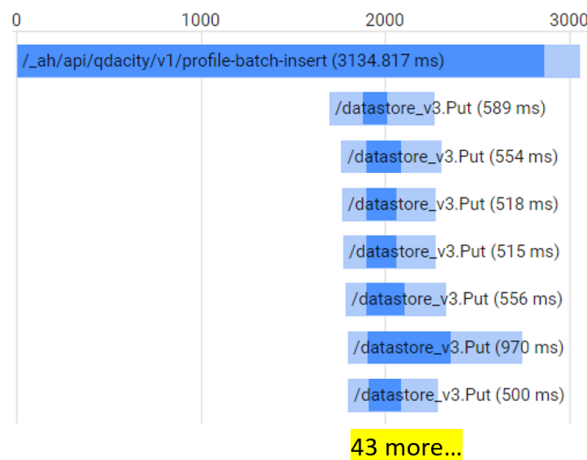 0 1000 2000 3000
/_ah/api/qdacity/v1/profile-batch-insert (3134.817 ms)
/datastore_v3.Put (589 ms)
/datastore_v3.Put (554 ms)
/datastore_v3.Put (518 ms)
/datastore_v3.Put (515 ms)
/datastore_v3.Put (556 ms)
/datastore_v3.Put (970 ms)
/datastore_v3.Put (500 ms)
43 more...